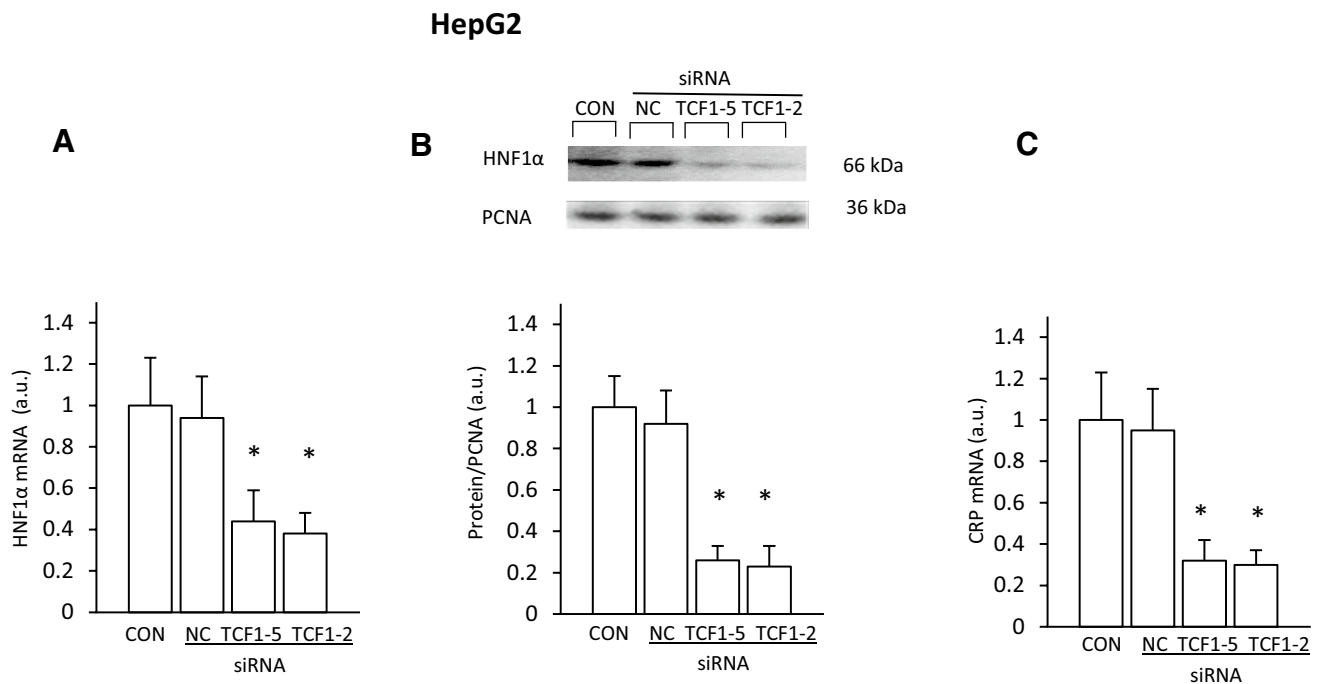 HepG2
A
HNF1α mRNA (a.u.)
1.4
1.2
1
0.8
0.6
0.4
0.2
0
* *
CON NC TCF1-5 TCF1-2
siRNA
B
siRNA
CON NC TCF1-5 TCF1-2
HNF1α 66 kDa
PCNA 36 kDa
Protein/PCNA (a.u.)
1.4
1.2
1
0.8
0.6
0.4
0.2
0
* *
CON NC TCF1-5 TCF1-2
siRNA
C
CRP mRNA (a.u.)
1.4
1.2
1
0.8
0.6
0.4
0.2
0
* *
CON NC TCF1-5 TCF1-2
siRNA